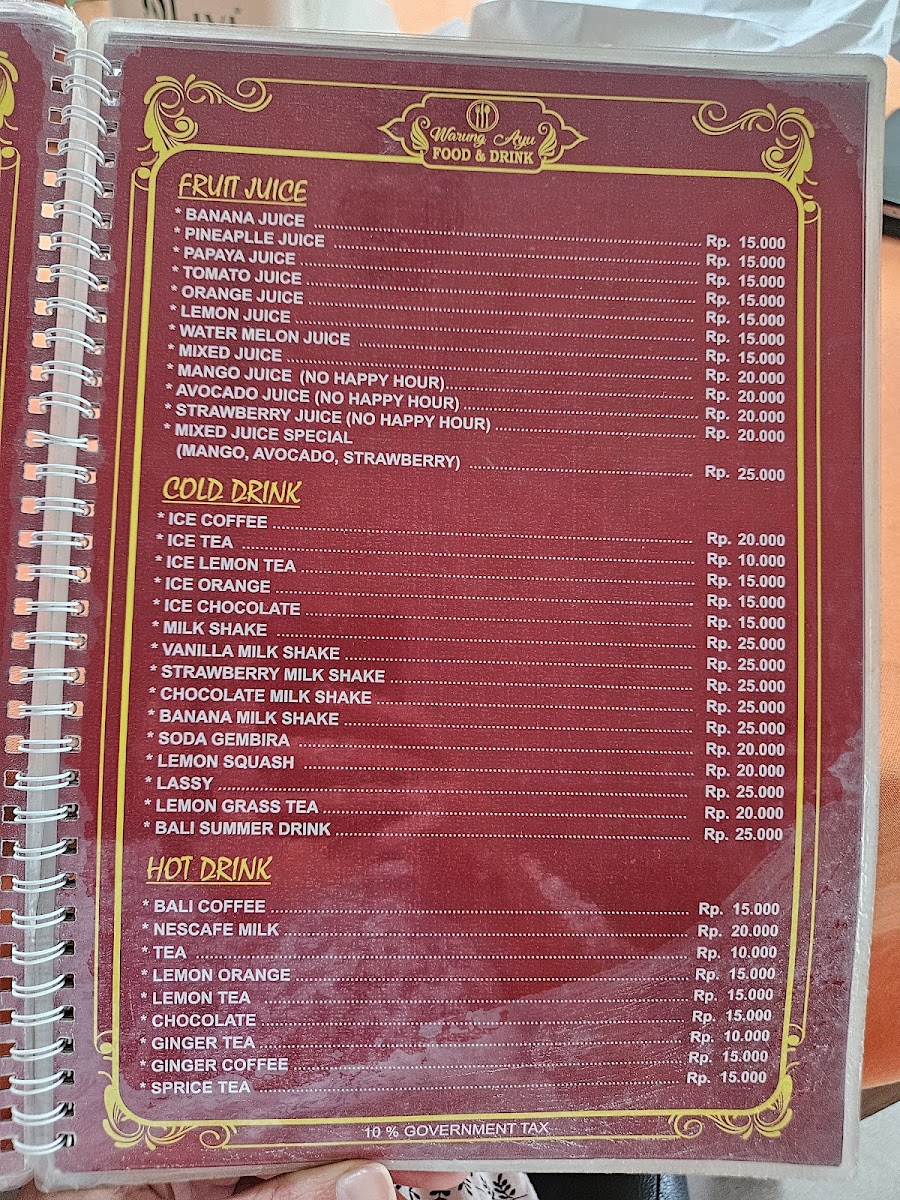 Warung Ayu
FOOD & DRINK
FRUIT JUICE
* BANANA JUICE Rp. 15.000
* PINEAPLLE JUICE Rp. 15.000
* PAPAYA JUICE Rp. 15.000
* TOMATO JUICE Rp. 15.000
* ORANGE JUICE Rp. 15.000
* LEMON JUICE Rp. 15.000
* WATER MELON JUICE Rp. 15.000
* MIXED JUICE Rp. 20.000
* MANGO JUICE (NO HAPPY HOUR) Rp. 20.000
* AVOCADO JUICE (NO HAPPY HOUR) Rp. 20.000
* STRAWBERRY JUICE (NO HAPPY HOUR) Rp. 20.000
* MIXED JUICE SPECIAL
(MANGO, AVOCADO, STRAWBERRY) Rp. 25.000
COLD DRINK
* ICE COFFEE Rp. 20.000
* ICE TEA Rp. 10.000
* ICE LEMON TEA Rp. 15.000
* ICE ORANGE Rp. 15.000
* ICE CHOCOLATE Rp. 15.000
* MILK SHAKE Rp. 25.000
* VANILLA MILK SHAKE Rp. 25.000
* STRAWBERRY MILK SHAKE Rp. 25.000
* CHOCOLATE MILK SHAKE Rp. 25.000
* BANANA MILK SHAKE Rp. 25.000
* SODA GEMBIRA Rp. 20.000
* LEMON SQUASH Rp. 20.000
* LASSY Rp. 25.000
* LEMON GRASS TEA Rp. 20.000
* BALI SUMMER DRINK Rp. 25.000
HOT DRINK
* BALI COFFEE Rp. 15.000
* NESCAFE MILK Rp. 20.000
* TEA Rp. 10.000
* LEMON ORANGE Rp. 15.000
* LEMON TEA Rp. 15.000
* CHOCOLATE Rp. 15.000
* GINGER TEA Rp. 10.000
* GINGER COFFEE Rp. 15.000
* SPRICE TEA Rp. 15.000
10 % GOVERNMENT TAX